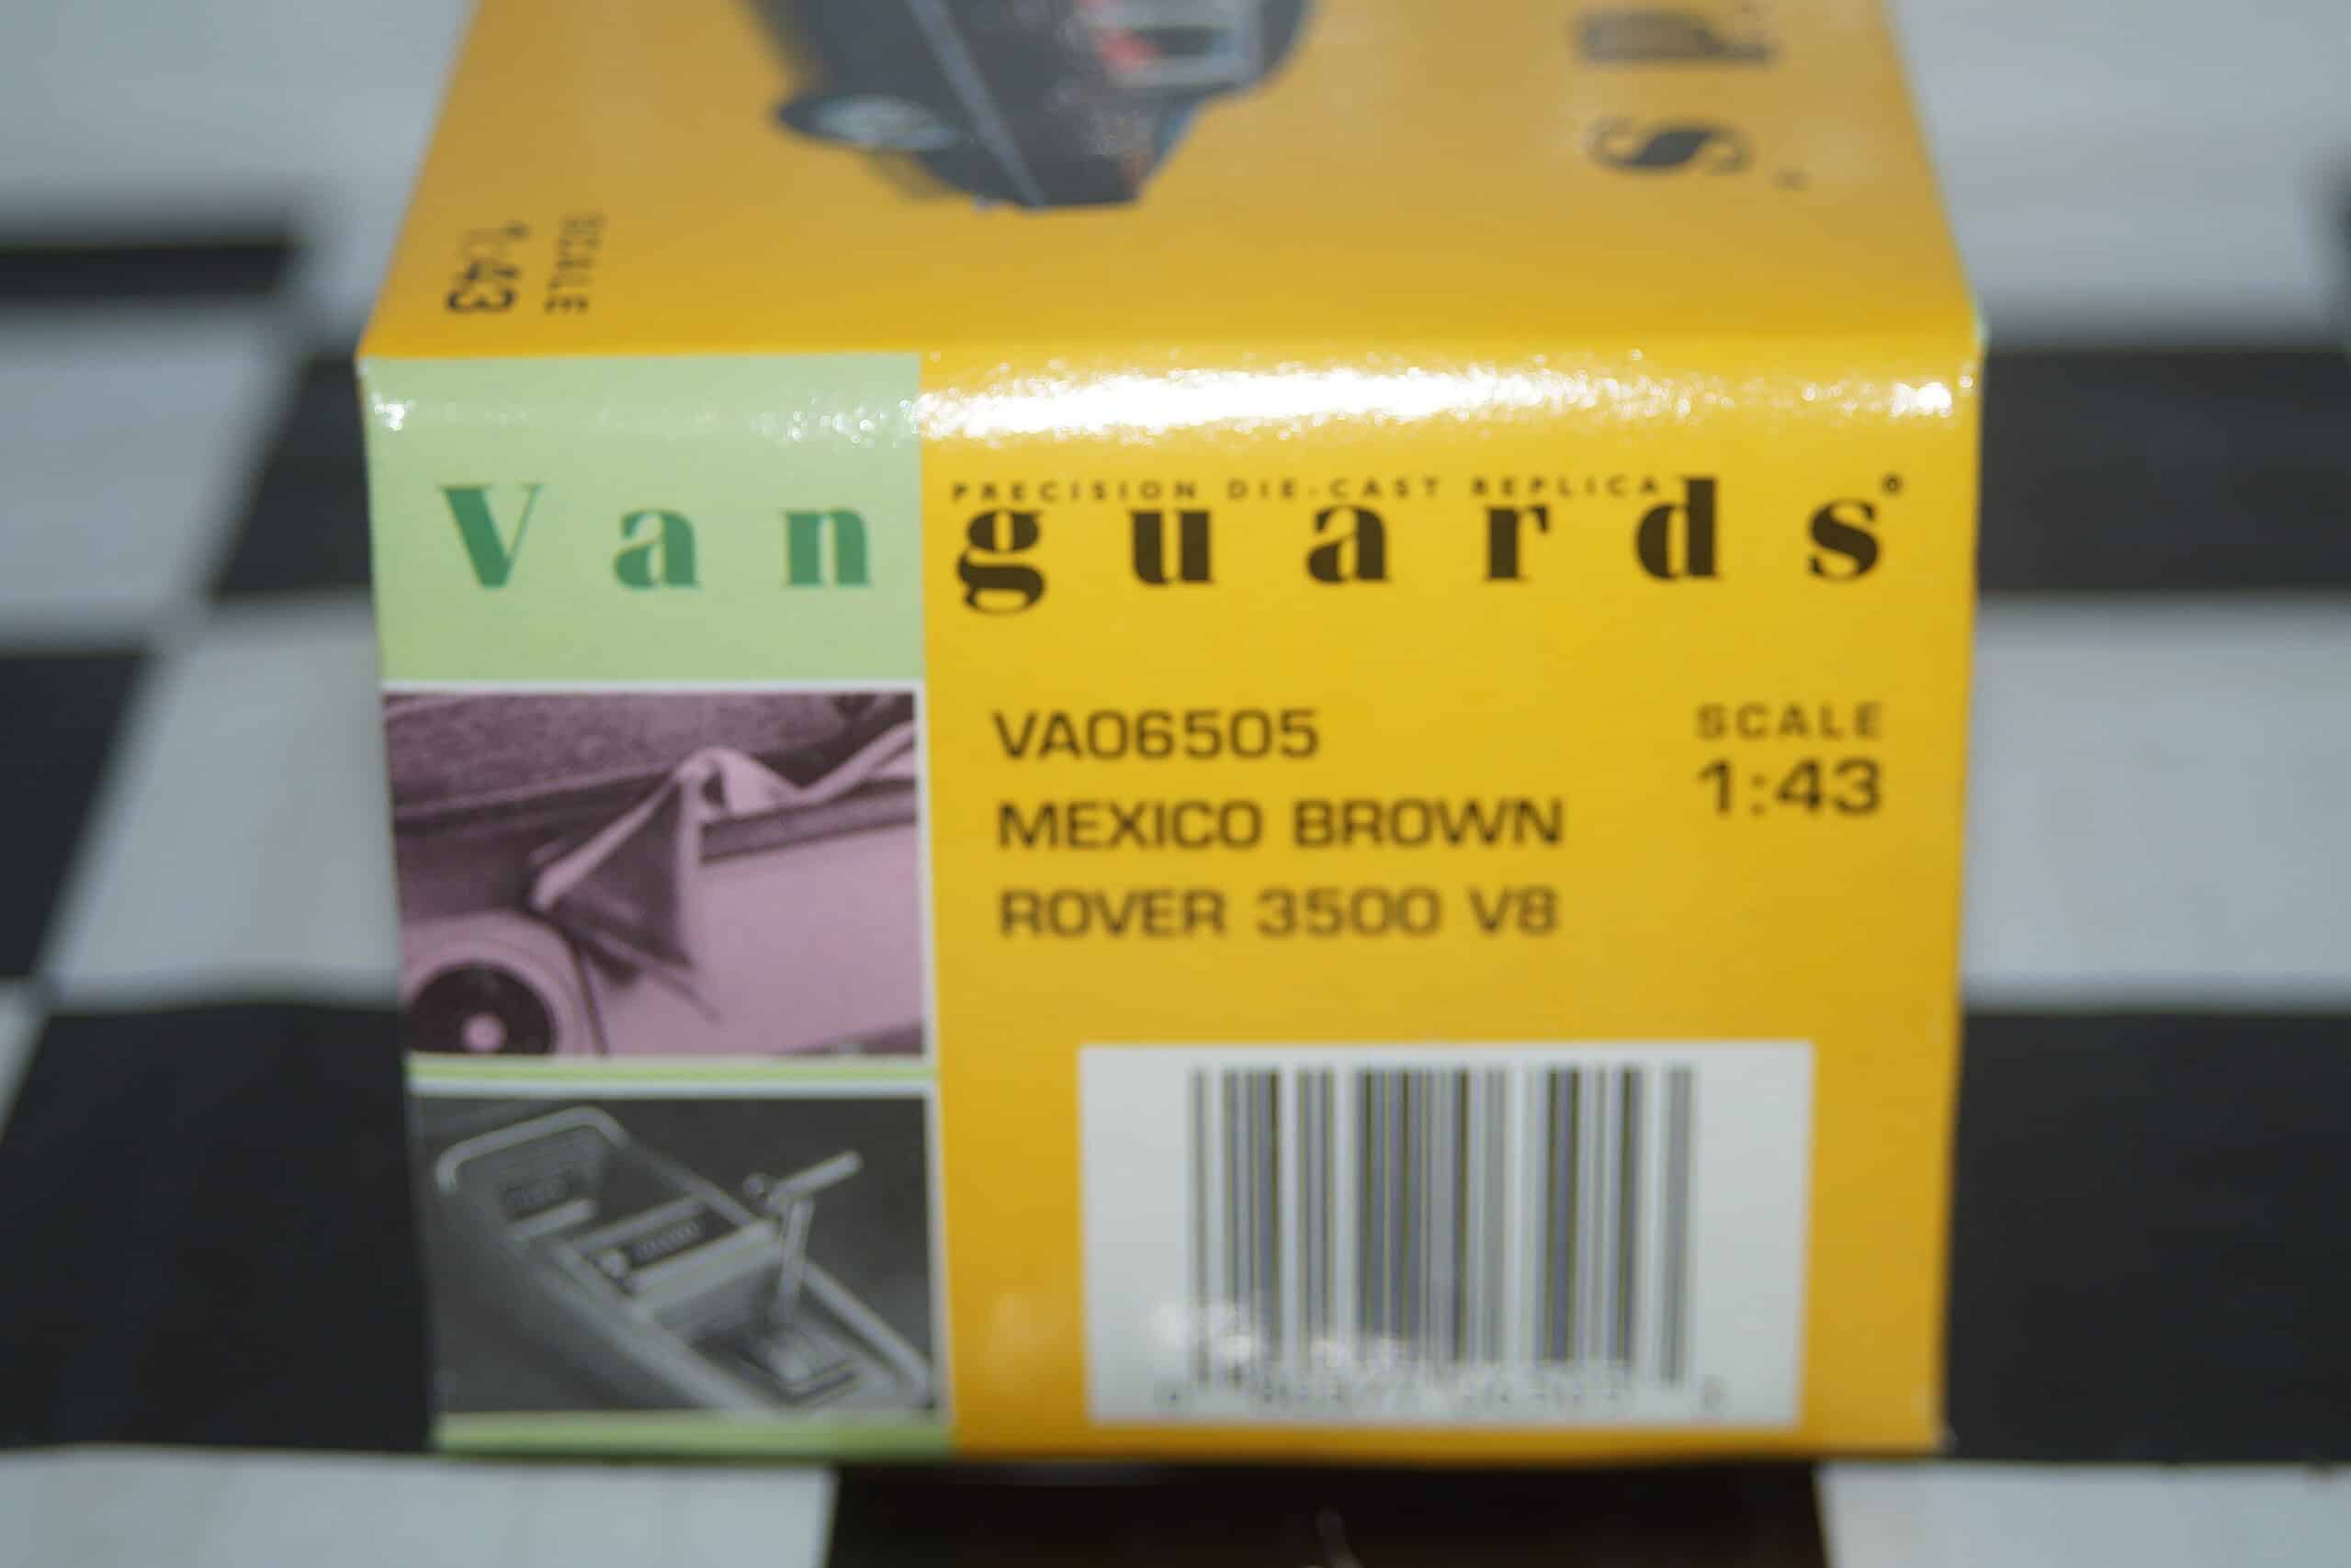 SCALE
1:43
PRECISION DIE-CAST REPLICA
Vanguards®
VA06505
SCALE
1:43
MEXICO BROWN
ROVER 3500 V8